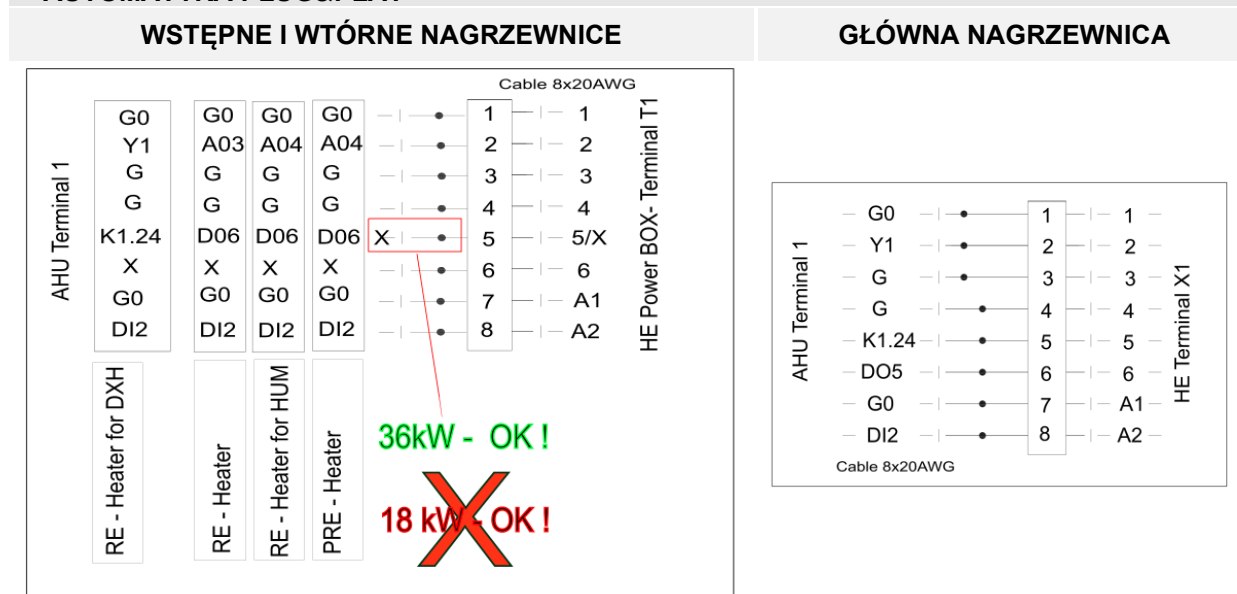 WSTĘPNE I WTÓRNE NAGRZEWNICE
GŁÓWNA NAGRZEWNICA
Cable 8x20AWG
AHU Terminal 1
G0 G0 G0 G0 1 1
Y1 A03 A04 A04 2 2
G G G G 3 3
G G G G 4 4
K1.24 D06 D06 D06 X 5 5/X
X X X X 6 6
G0 G0 G0 G0 7 A1
DI2 DI2 DI2 DI2 8 A2
HE Power BOX- Terminal T1
RE - Heater for DXH
RE - Heater
RE - Heater for HUM
PRE - Heater
36kW - OK !
18 kW - OK !
X
AHU Terminal 1
G0 1 1
Y1 2 2
G 3 3
G 4 4
K1.24 5 5
DO5 6 6
G0 7 A1
DI2 8 A2
HE Terminal X1
Cable 8x20AWG